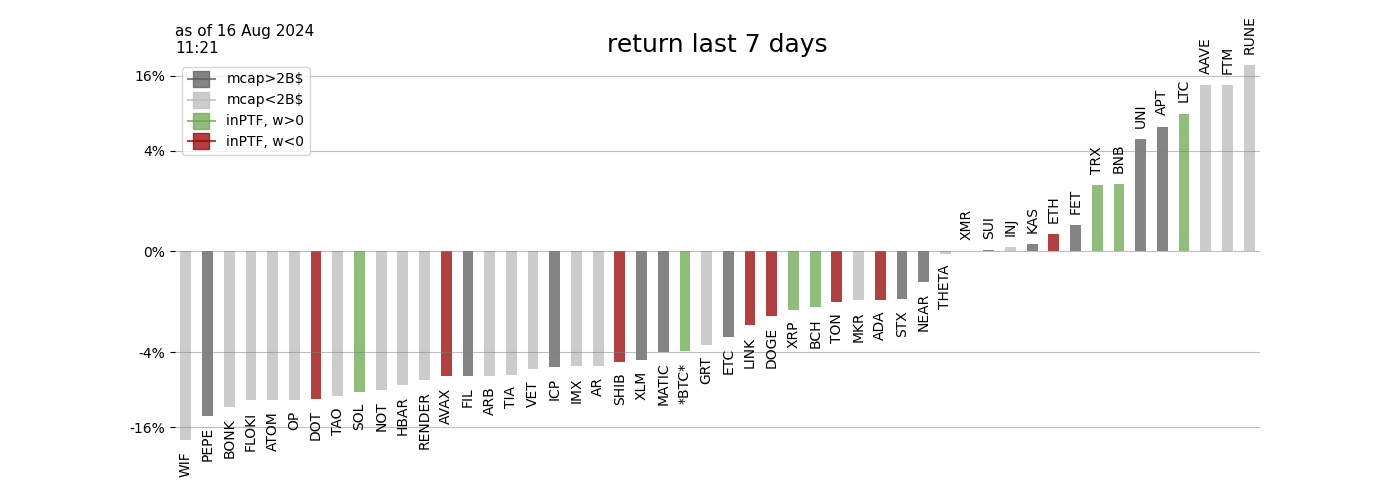 as of 16 Aug 2024
11:21
return last 7 days
mcap>2B$
mcap<2B$
inPTF, w>0
inPTF, w<0
16%
4%
0%
-4%
-16%
WIF
PEPE
BONK
FLOKI
ATOM
OP
DOT
TAO
SOL
NOT
HBAR
RENDER
AVAX
FIL
ARB
TIA
VET
ICP
IMX
AR
SHIB
XLM
MATIC
*BTC*
GRT
ETC
LINK
DOGE
XRP
BCH
TON
MKR
ADA
STX
NEAR
THETA
XMR
SUI
INJ
KAS
ETH
FET
TRX
BNB
UNI
APT
LTC
AAVE
FTM
RUNE